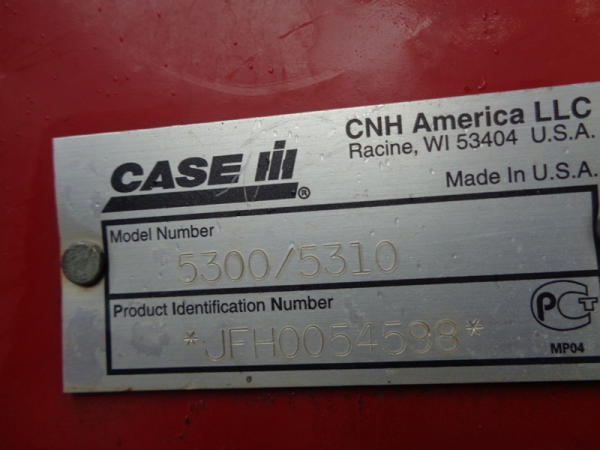 CNH America LLC
Racine, WI 53404 U.S.A.
CASE IH ®
Made In U.S.A.
Model Number
5300/5310
Product Identification Number
*JFH0054598*
PCT
MP04